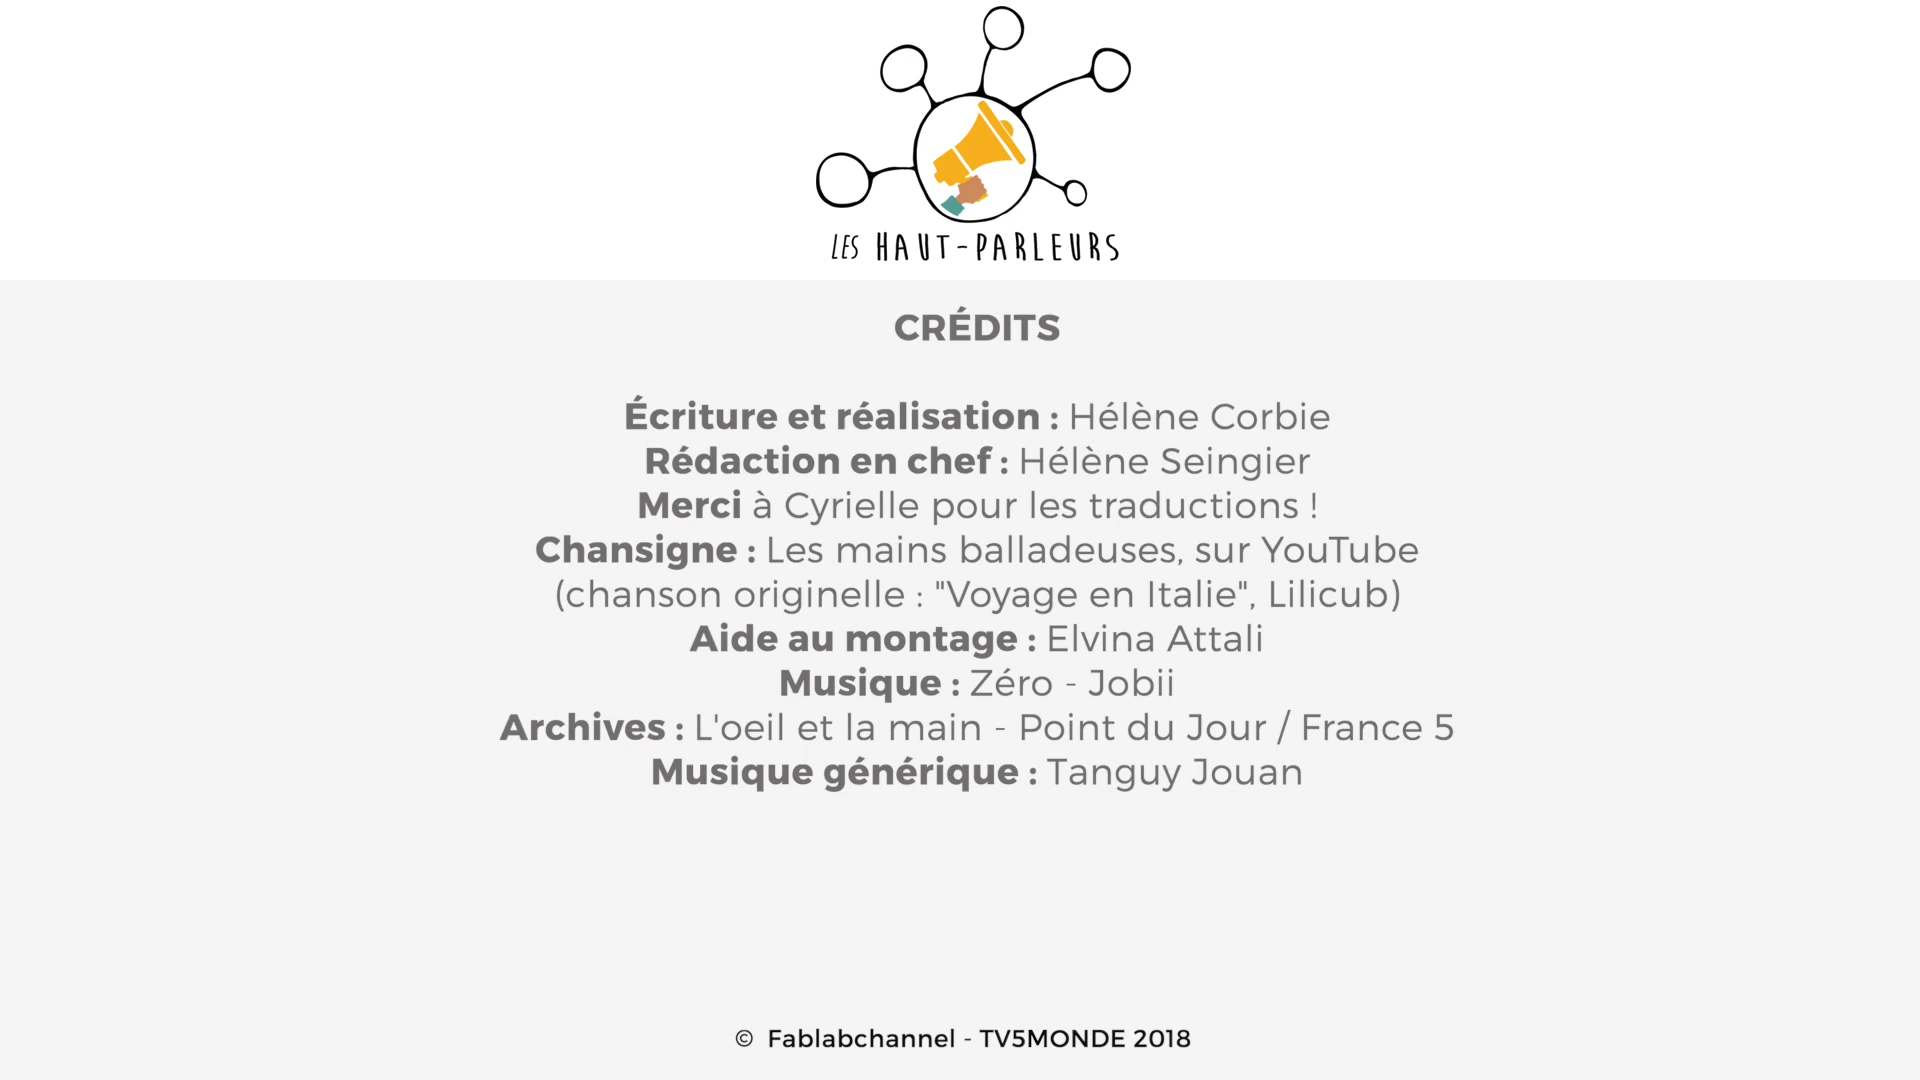 LES HAUT-PARLEURS
CRÉDITS
Écriture et réalisation : Hélène Corbie
Rédaction en chef : Hélène Seingier
Merci à Cyrielle pour les traductions !
Chansigne : Les mains balladeuses, sur YouTube
(chanson originelle : "Voyage en Italie", Lilicub)
Aide au montage : Elvina Attali
Musique : Zéro - Jobii
Archives : L'oeil et la main - Point du Jour / France 5
Musique générique : Tanguy Jouan
© Fablabchannel - TV5MONDE 2018